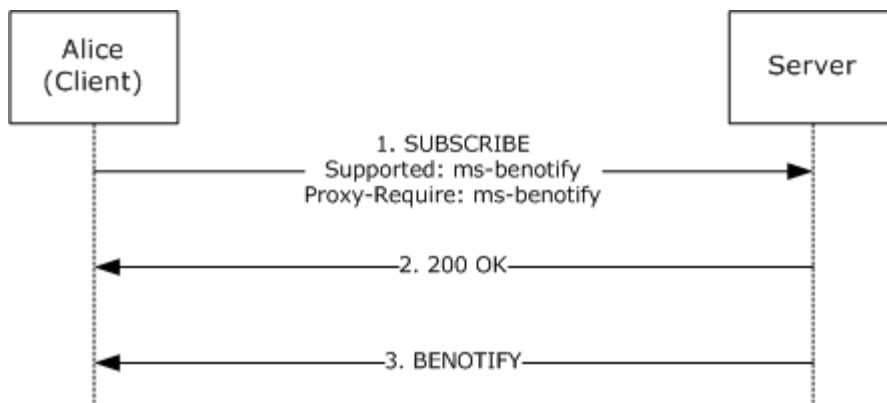 Alice
(Client)
Server
1. SUBSCRIBE
Supported: ms-benotify
Proxy-Require: ms-benotify
2. 200 OK
3. BENOTIFY